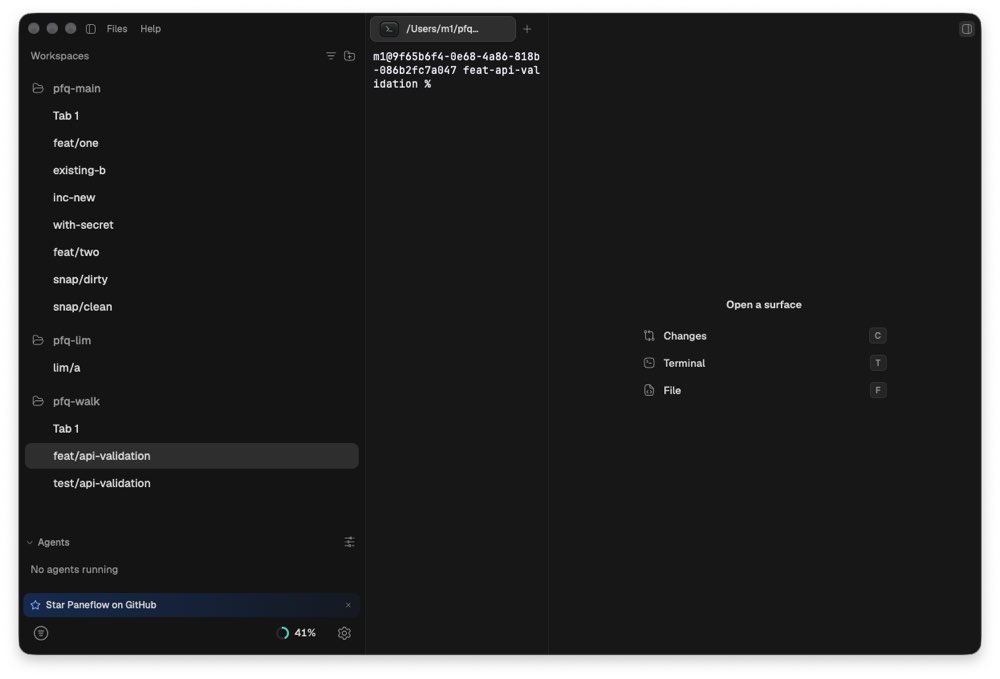 Files Help
/Users/m1/pfq…
Workspaces
pfq-main
Tab 1
feat/one
existing-b
inc-new
with-secret
feat/two
snap/dirty
snap/clean
pfq-lim
lim/a
pfq-walk
Tab 1
feat/api-validation
test/api-validation
Agents
No agents running
Star Paneflow on GitHub
41%
m1@9f65b6f4-0e68-4a86-818b
-086b2fc7a047 feat-api-val
idation %
Open a surface
Changes C
Terminal T
File F